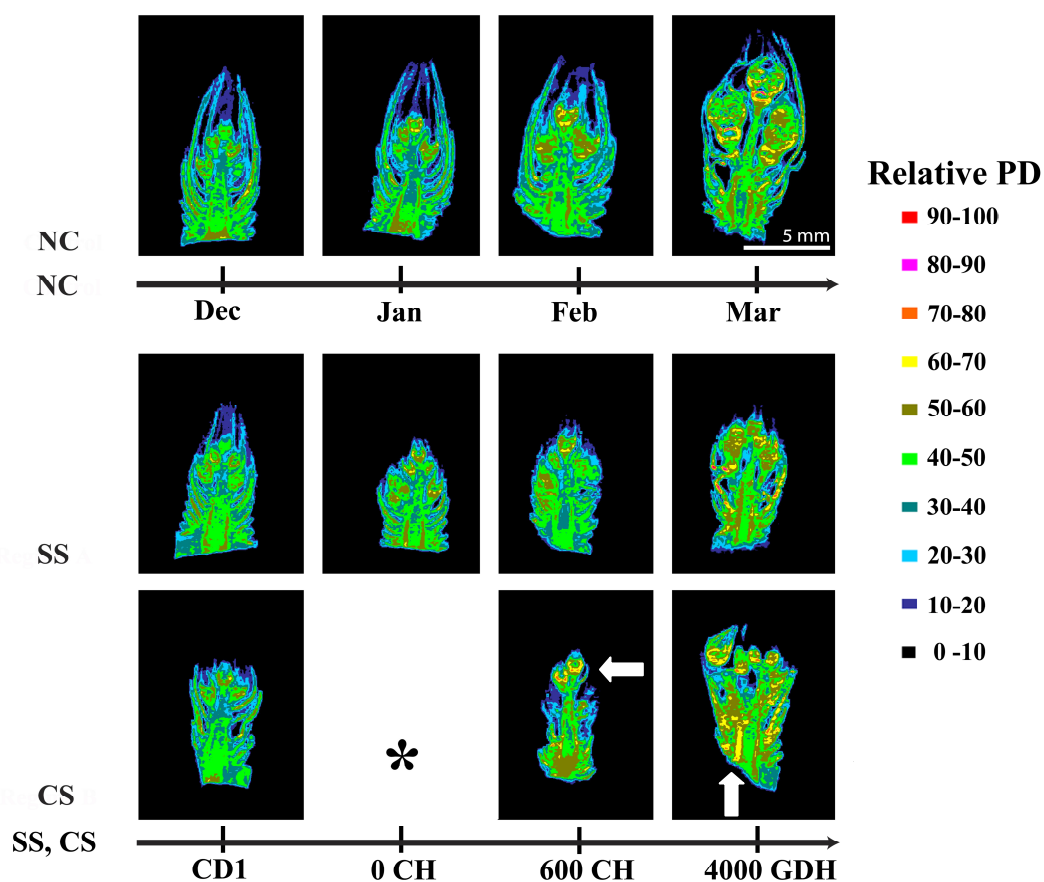 Relative PD
90-100
80-90
70-80
60-70
50-60
40-50
30-40
20-30
10-20
0 -10
5 mm
NC
NC
Dec Jan Feb Mar
SS
*
CS
SS, CS
CD1 0 CH 600 CH 4000 GDH